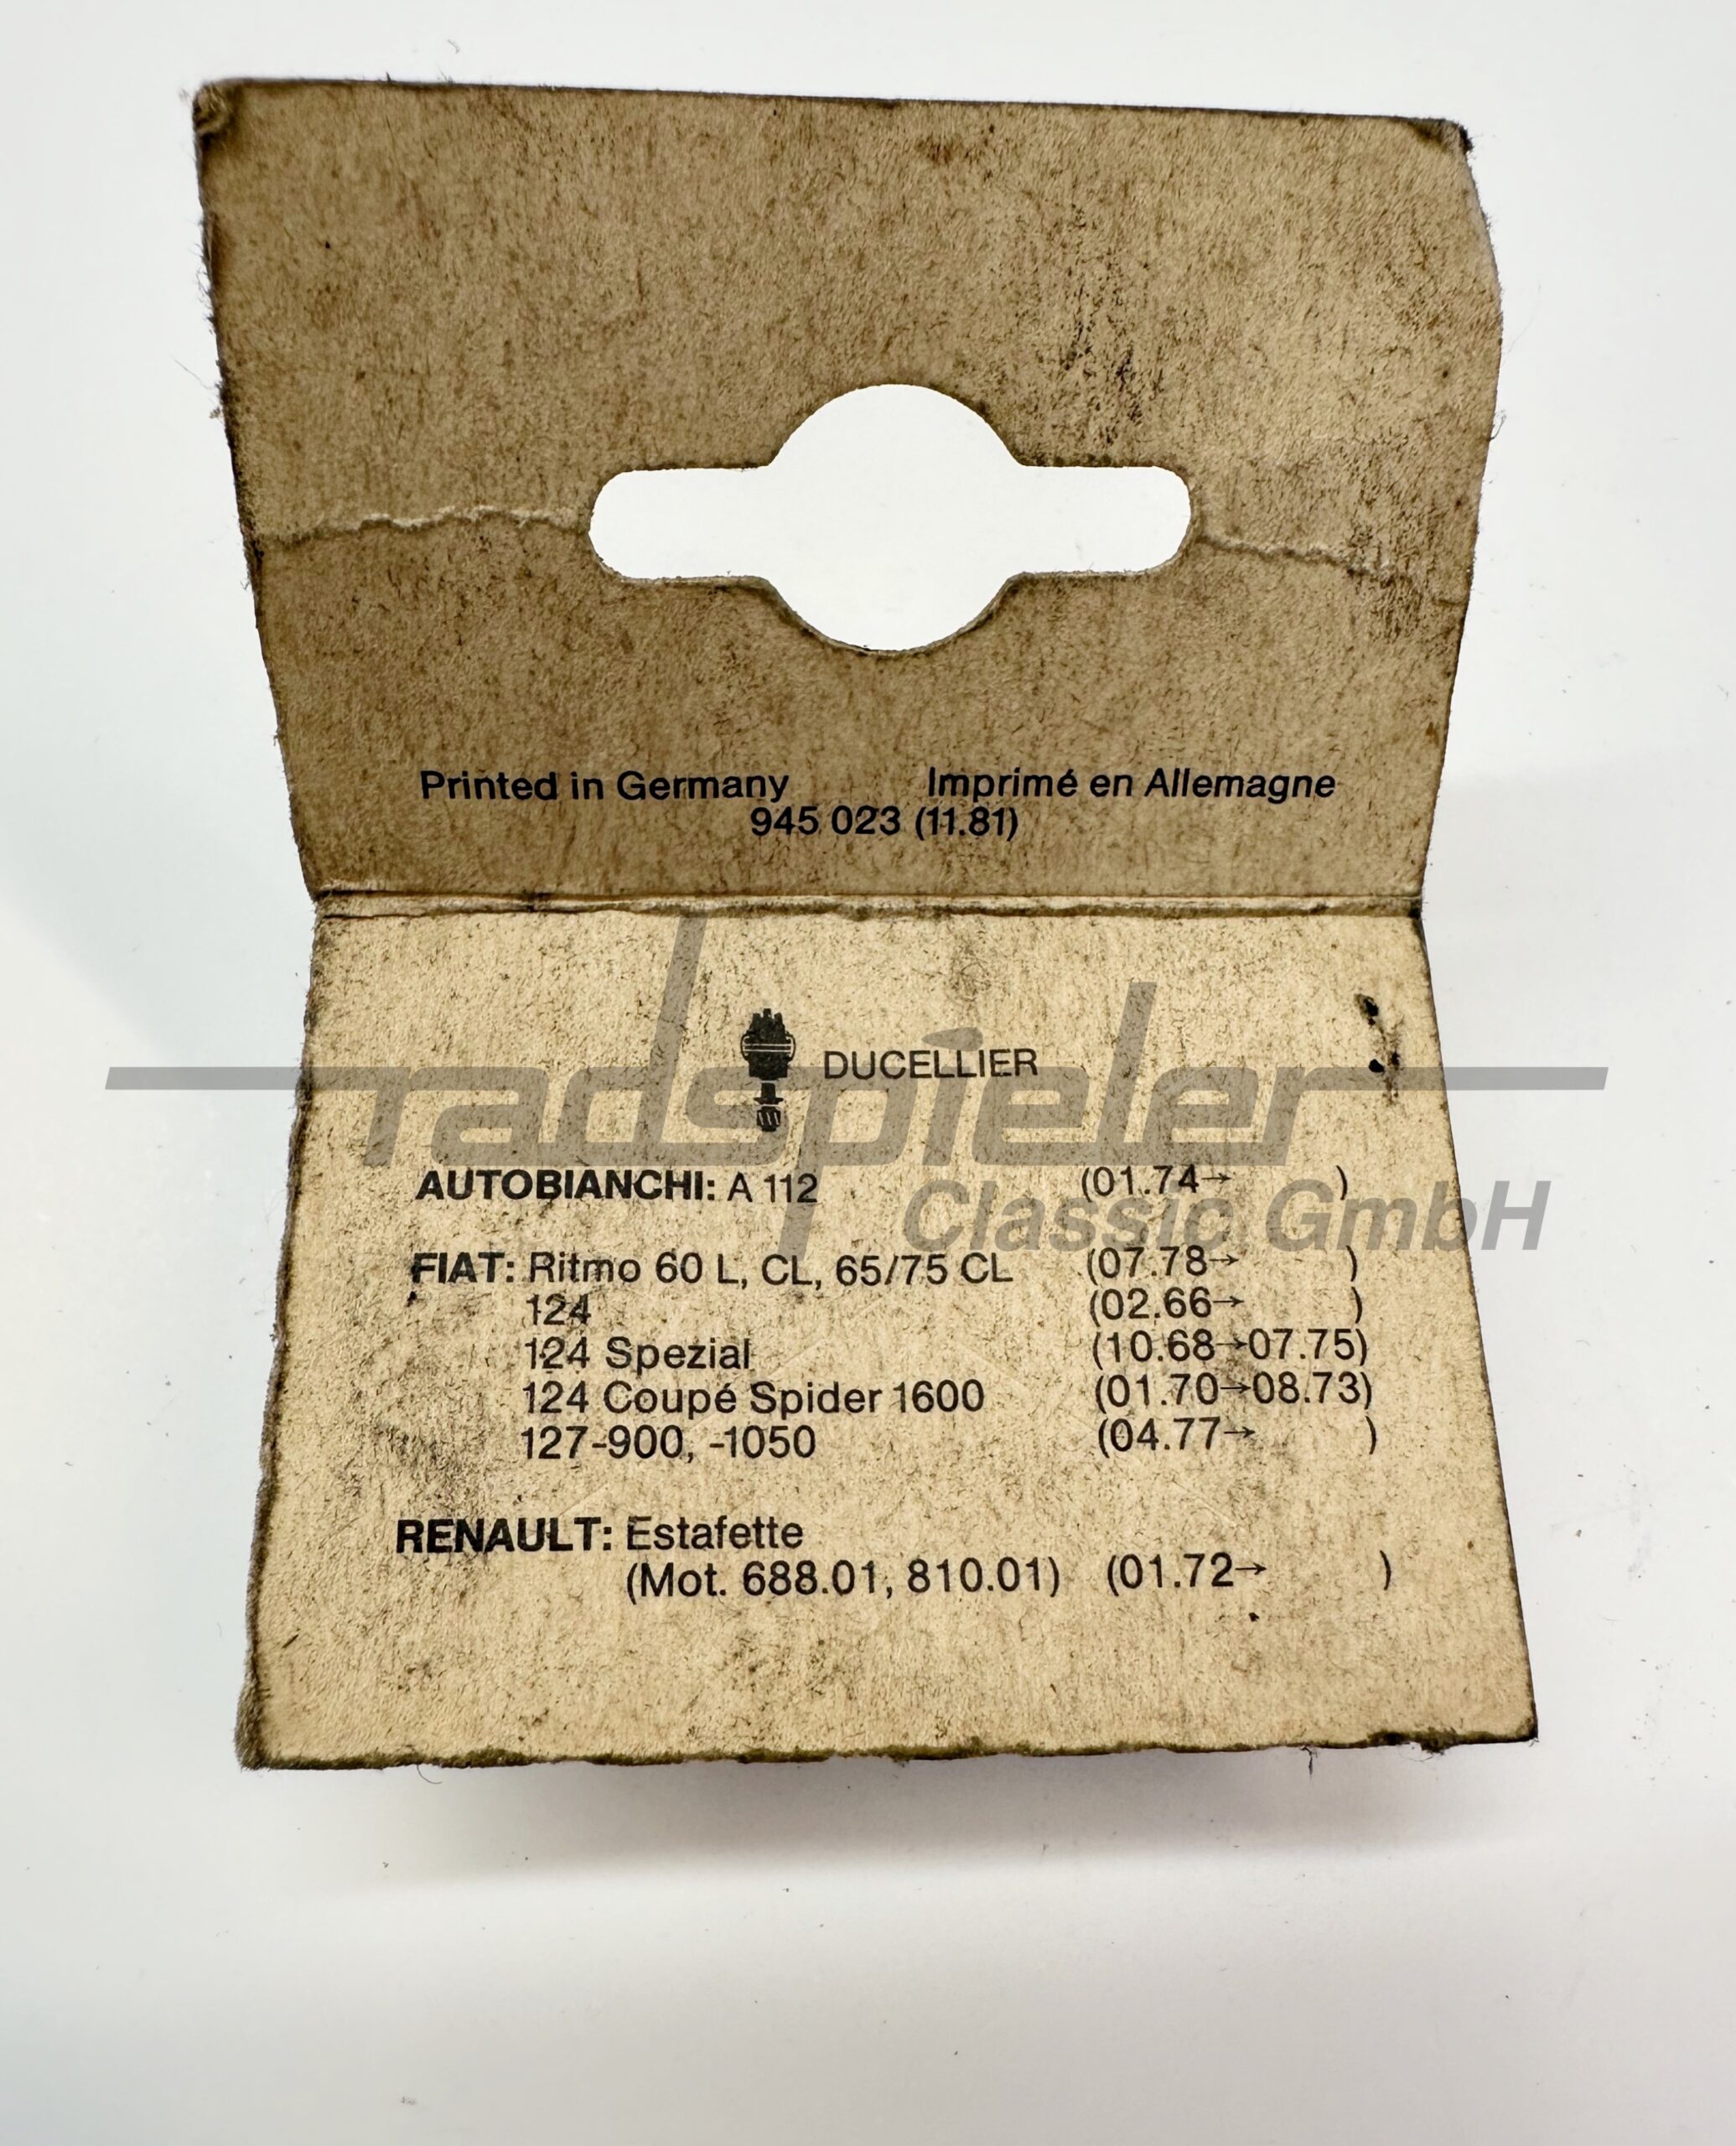 Printed in Germany Imprimé en Allemagne
945 023 (11.81)
DUCELLIER
radspieler
Classic GmbH
AUTOBIANCHI: A 112 (01.74→ )
FIAT: Ritmo 60 L, CL, 65/75 CL (07.78→ )
124 (02.66→ )
124 Spezial (10.68→07.75)
124 Coupé Spider 1600 (01.70→08.73)
127-900, -1050 (04.77→ )
RENAULT: Estafette
(Mot. 688.01, 810.01) (01.72→ )